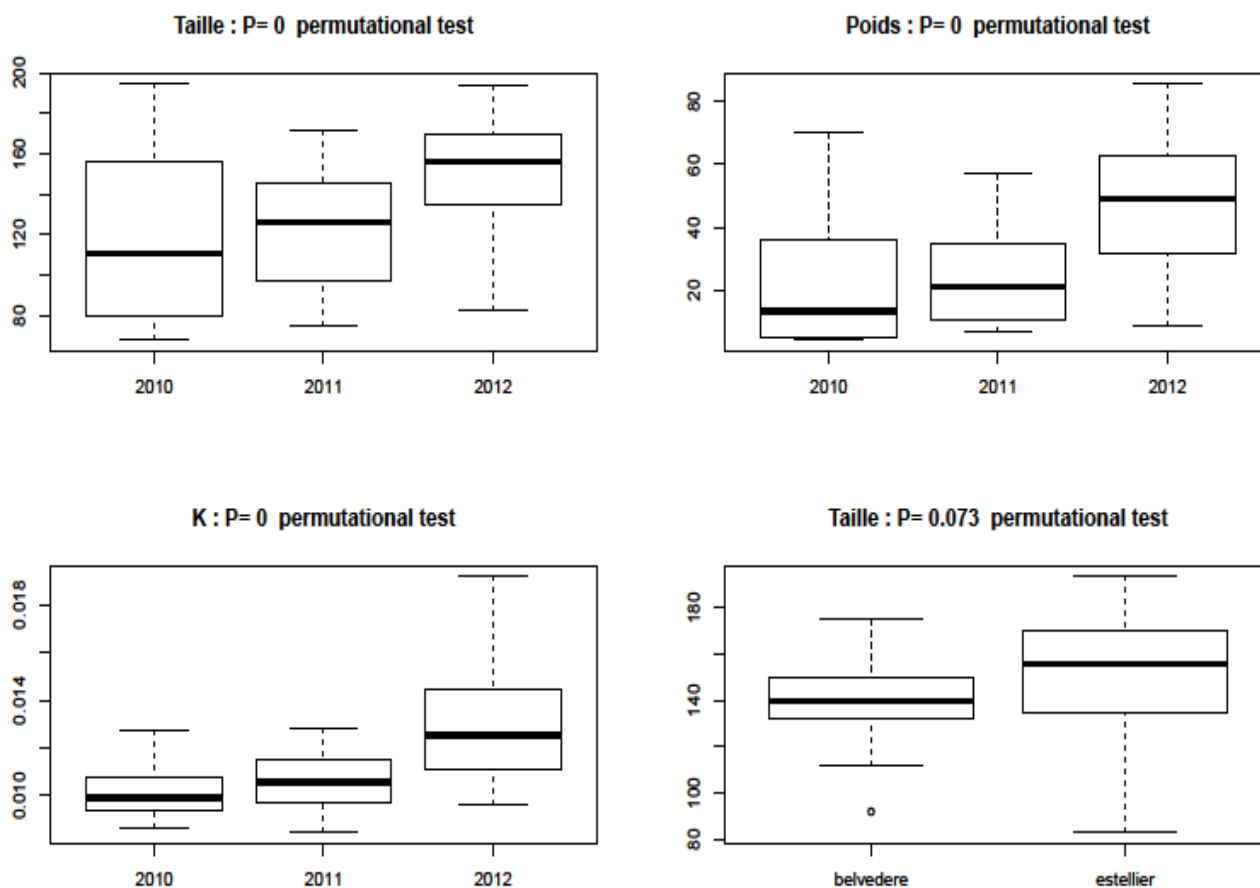 Taille : P= 0 permutational test
200
160
120
80
2010 2011 2012
Poids : P= 0 permutational test
80
60
40
20
2010 2011 2012
K : P= 0 permutational test
0.018
0.014
0.010
2010 2011 2012
Taille : P= 0.073 permutational test
180
140
100
80
belvedere estellier